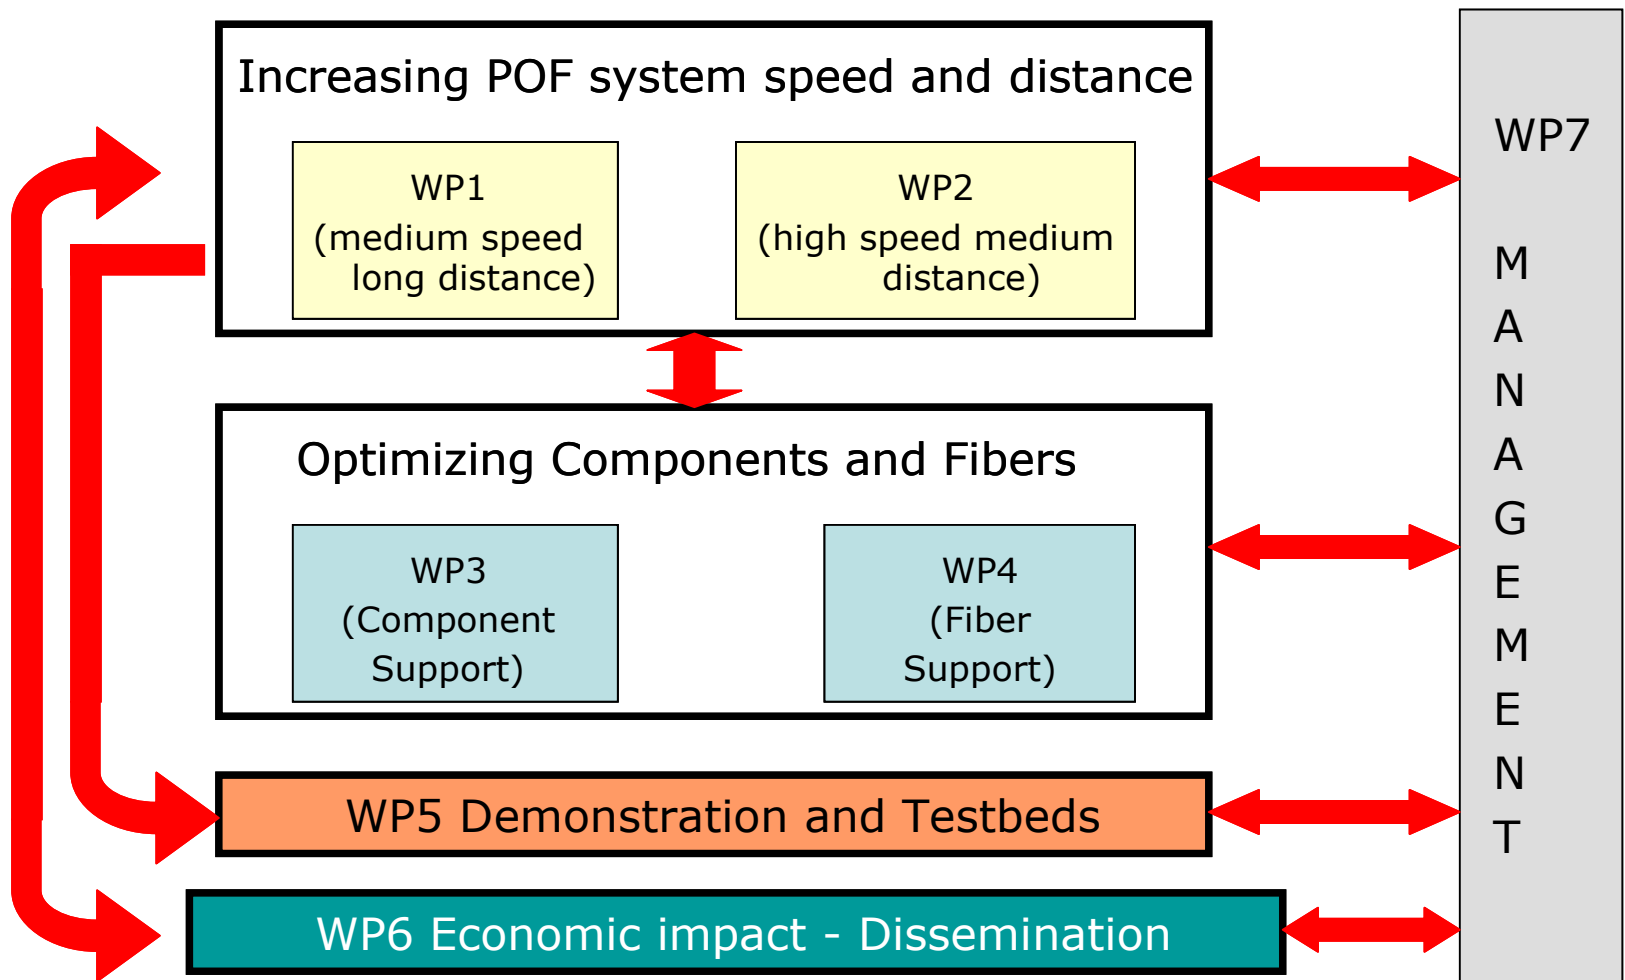 Increasing POF system speed and distance
WP1
(medium speed
long distance)
WP2
(high speed medium
distance)
Optimizing Components and Fibers
WP3
(Component
Support)
WP4
(Fiber
Support)
WP5 Demonstration and Testbeds
WP6 Economic impact - Dissemination
WP7
M
A
N
A
G
E
M
E
N
T